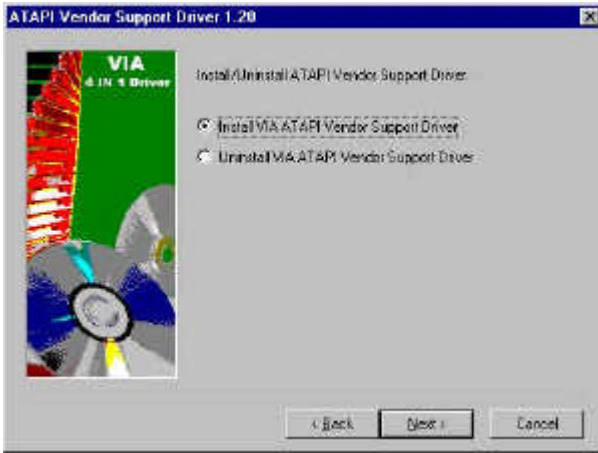 ATAPI Vendor Support Driver 1.20
VIA
4 IN 1 Driver
Install/Uninstall ATAPI Vendor Support Driver.
Install VIA ATAPI Vendor Support Driver
Uninstall VIA ATAPI Vendor Support Driver
< Back
Next >
Cancel